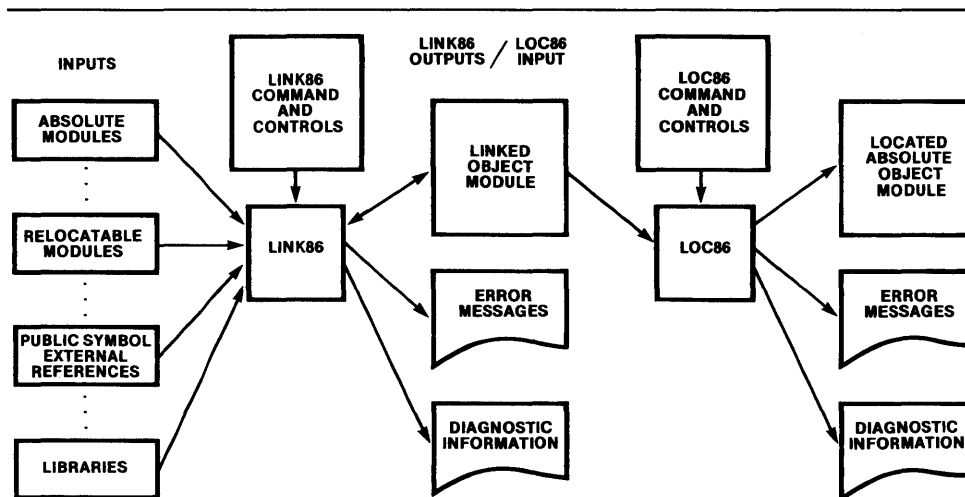 INPUTS
ABSOLUTE
MODULES
RELOCATABLE
MODULES
PUBLIC SYMBOL
EXTERNAL
REFERENCES
LIBRARIES
LINK86
COMMAND
AND
CONTROLS
LINK86
LINK86
OUTPUTS / LOC86
INPUT
LINKED
OBJECT
MODULE
ERROR
MESSAGES
DIAGNOSTIC
INFORMATION
LOC86
COMMAND
AND
CONTROLS
LOC86
LOCATED
ABSOLUTE
OBJECT
MODULE
ERROR
MESSAGES
DIAGNOSTIC
INFORMATION